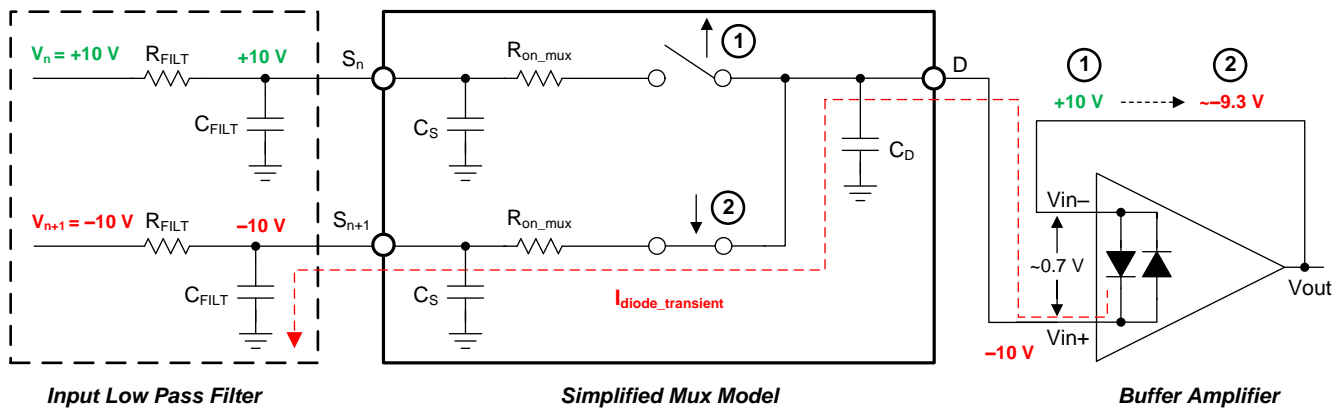 Vn = +10 V
RFILT
+10 V
Sn
Ron_mux
1
D
1
2
+10 V
~–9.3 V
CFILT
CS
CD
Vn+1 = –10 V
RFILT
–10 V
Sn+1
Ron_mux
2
Vin–
~0.7 V
Vout
CFILT
CS
Idiode_transient
Vin+
–10 V
Input Low Pass Filter
Simplified Mux Model
Buffer Amplifier